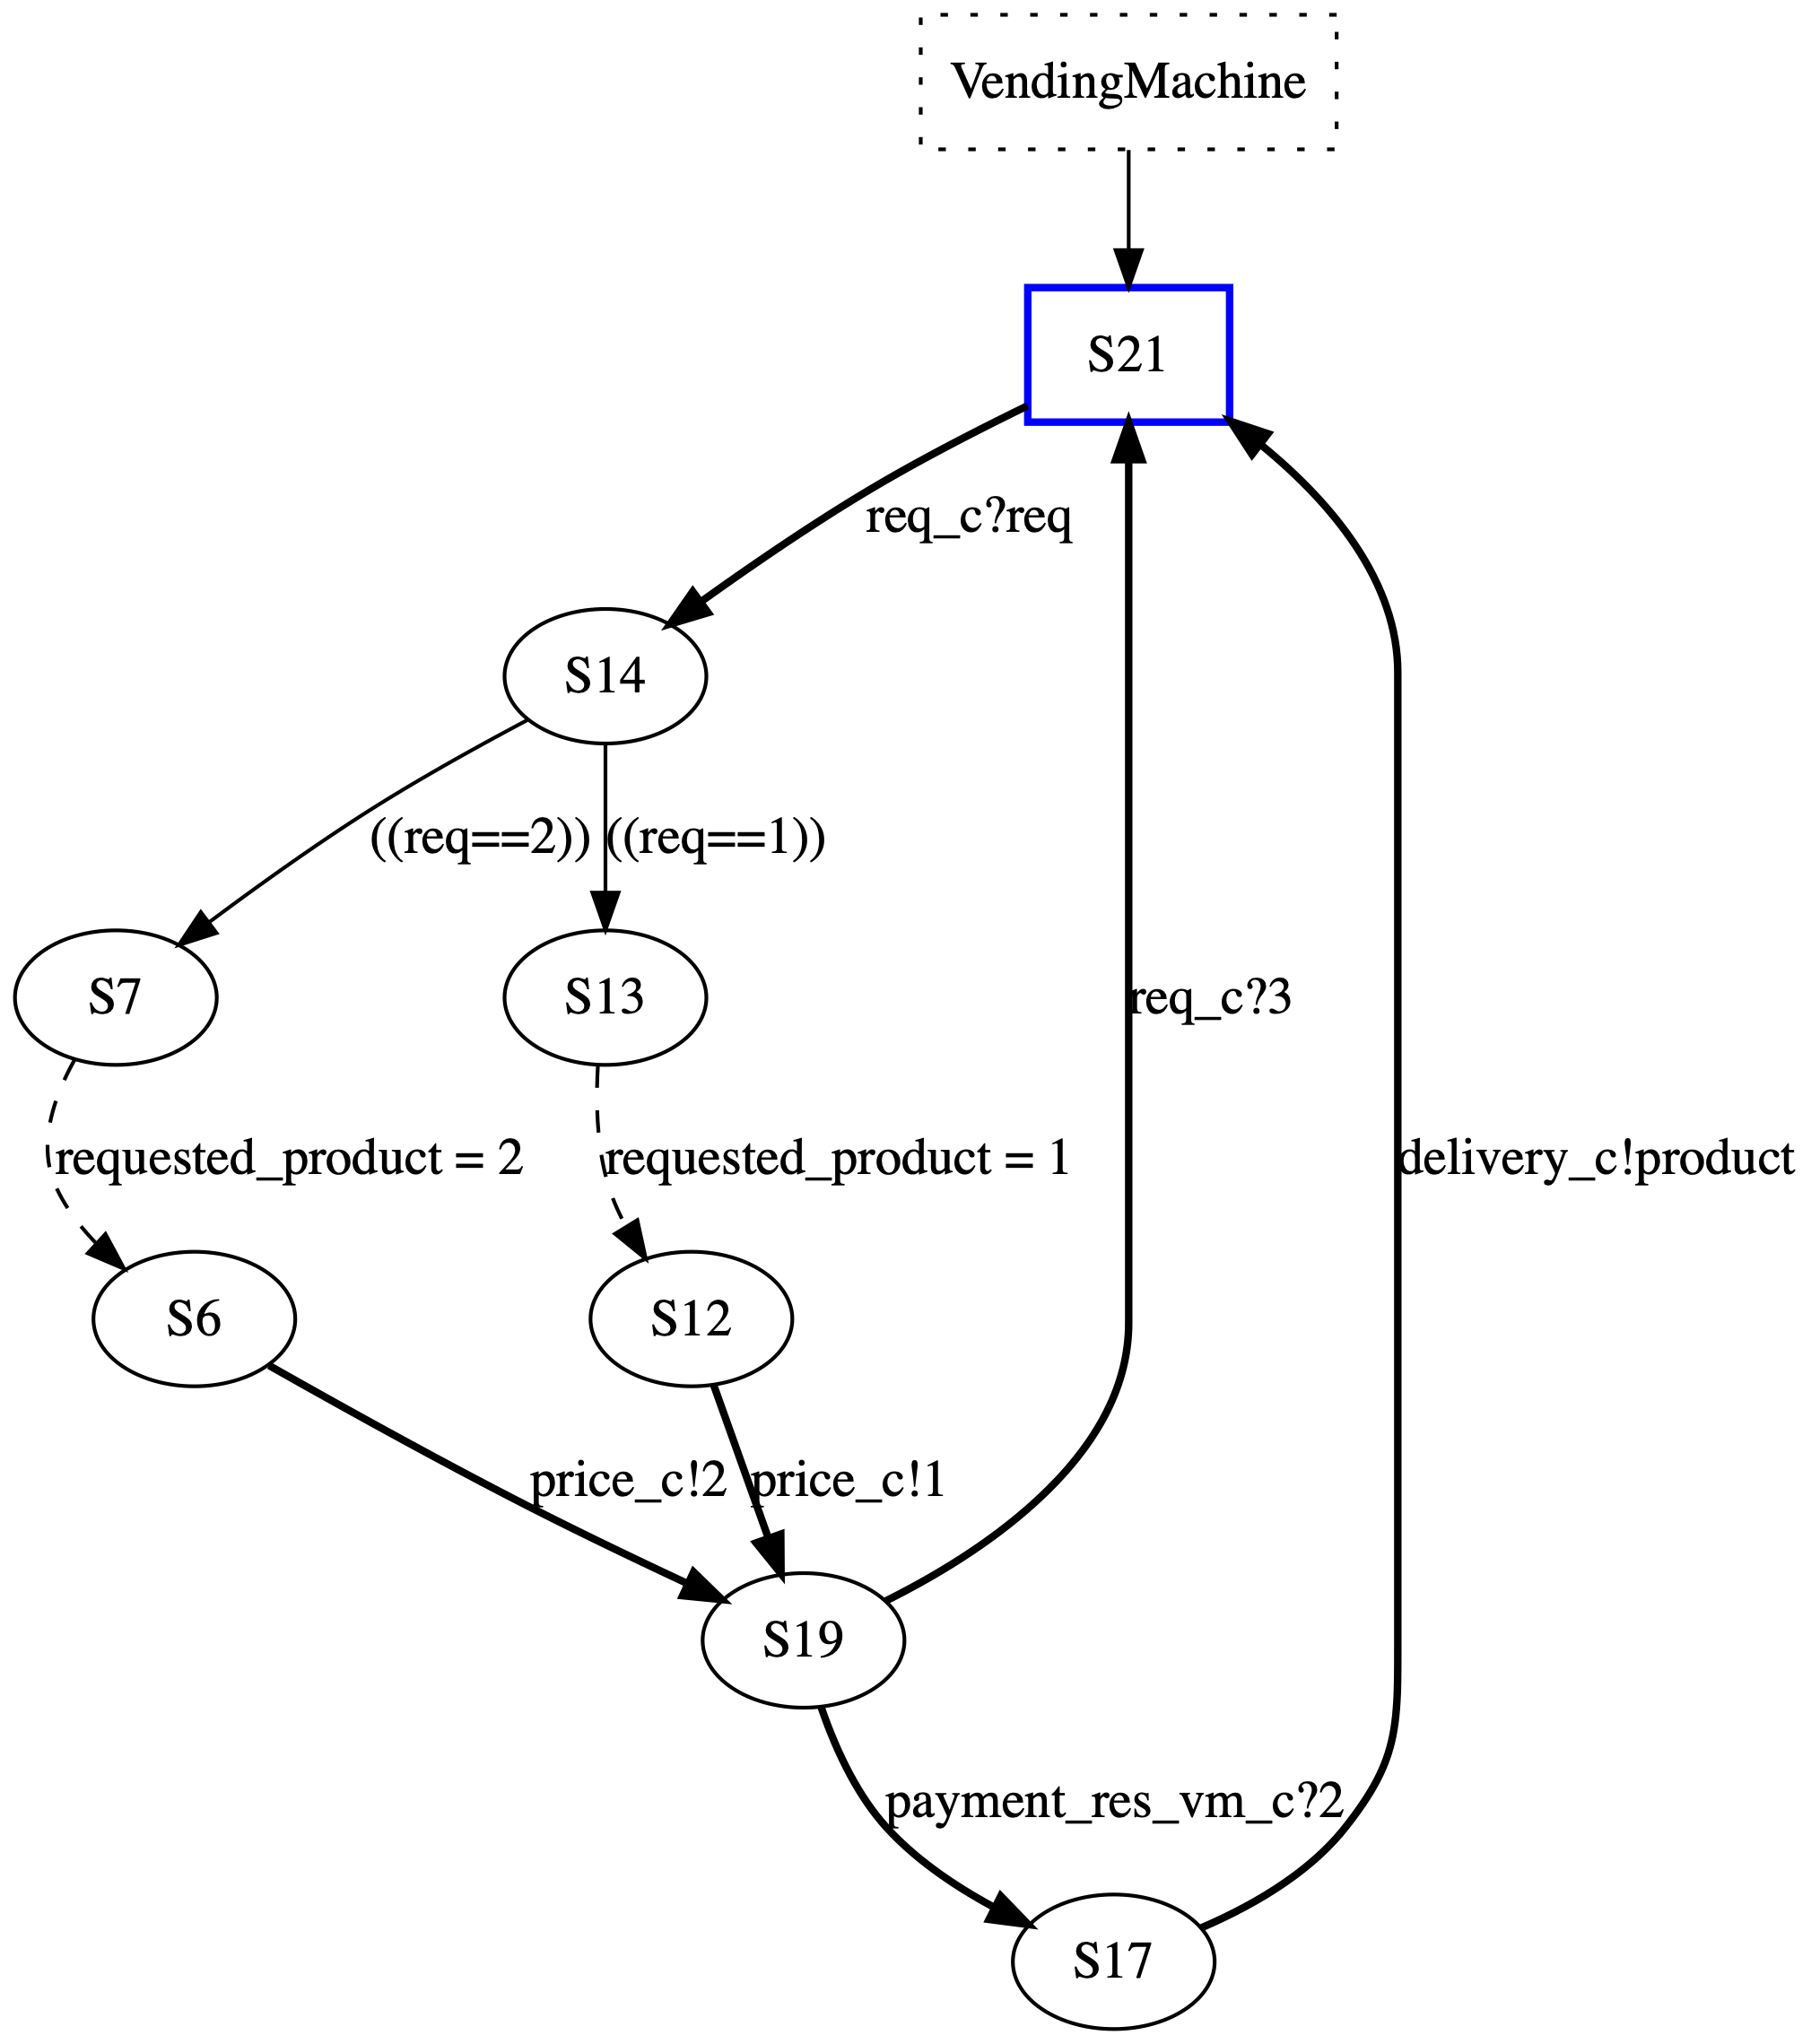 VendingMachine
S21
req_c?req
S14
((req==2))
((req==1))
S7
S13
req_c?3
requested_product = 2
requested_product = 1
delivery_c!product
S6
S12
price_c!2
price_c!1
S19
payment_res_vm_c?2
S17